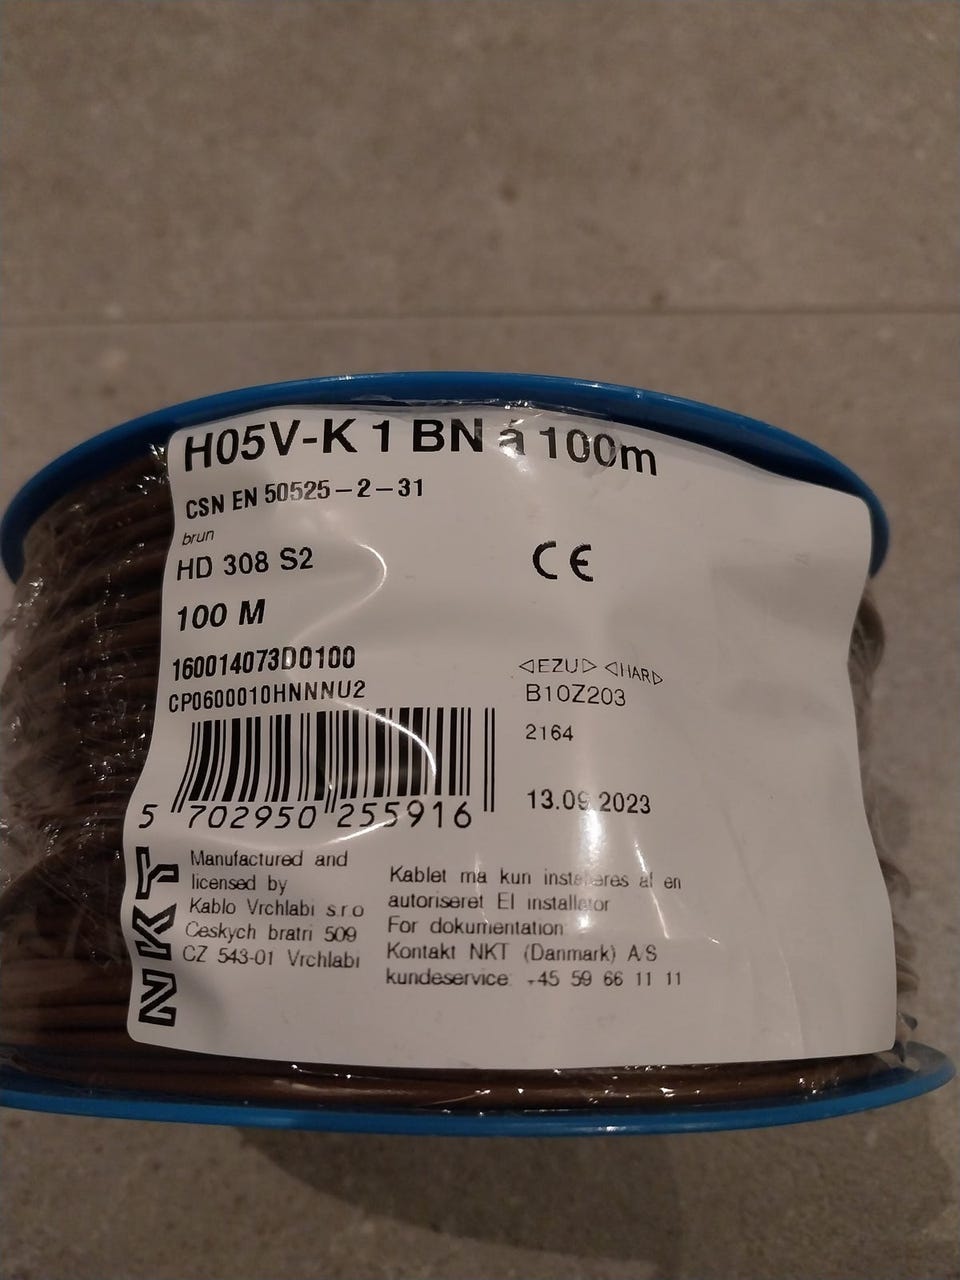 H05V-K 1 BN á 100m
CSN EN 50525-2-31
brun
HD 308 S2
CE
100 M
160014073D0100
CP0600010HNNNU2
◁EZU▷ ◁HAR▷
B10Z203
2164
13.09.2023
5 702950 255916
NKT
Manufactured and
licensed by
Kablo Vrchlabi s.r.o
Ceskych bratri 509
CZ 543-01 Vrchlabi
Kablet ma kun installeres af en
autoriseret El installator
For dokumentation
Kontakt NKT (Danmark) A/S
kundeservice: +45 59 66 11 11